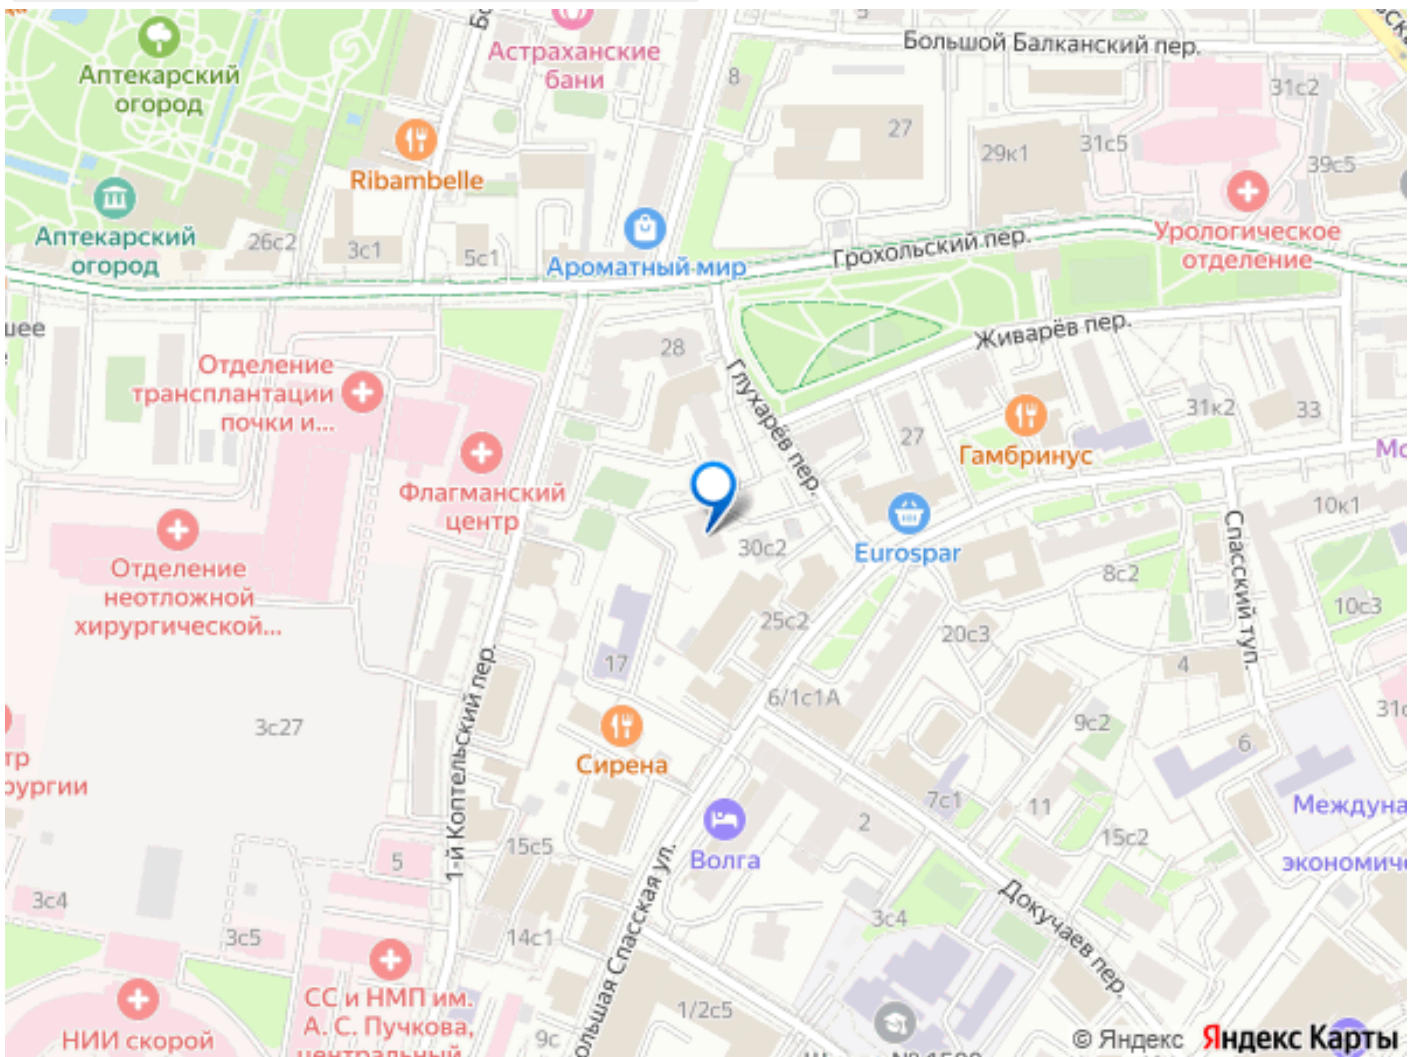 Большой Балканский пер.
Астраханские
бани
Аптекарский
огород
8
27
31с2
31с5
29к1
39с5
Ribambelle
Аптекарский
огород
26с2
3с1
5с1
Ароматный мир
Грохольский пер.
Урологическое
отделение
Живарёв пер.
28
Отделение
трансплантации
почки и...
Глухарёв пер.
27
Гамбринус
31к2
33
Флагманский
центр
10к1
30с2
Eurospar
Спасский туп.
Отделение
неотложной
хирургической...
8с2
10с3
25с2
20с3
17
4
6/1с1А
3с27
9с2
6
Сирена
1-й Коптельский пер.
7с1
11
Волга
2
15с2
15с5
5
3с4
3с4
Докучаев пер.
3с5
14с1
СС и НМП им.
А. С. Пучкова,
НИИ скорой
1/2с5
9с
© Яндекс Яндекс Карты